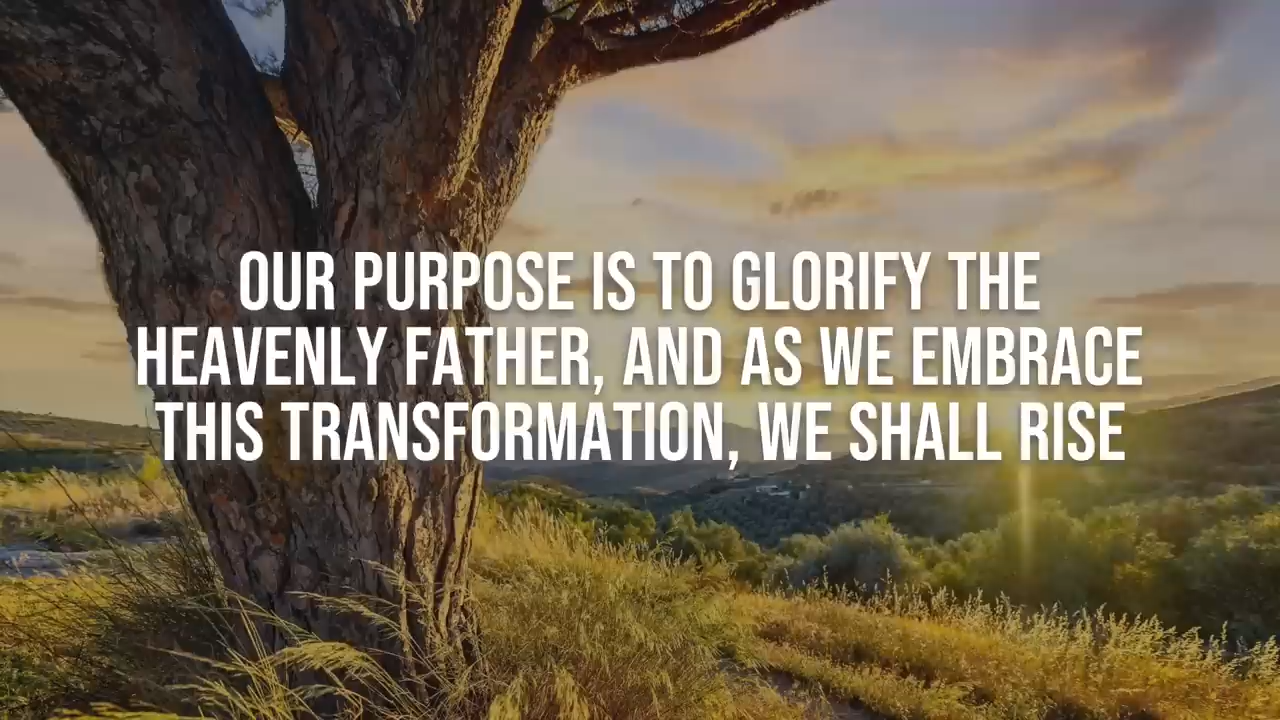 OUR PURPOSE IS TO GLORIFY THE
HEAVENLY FATHER, AND AS WE EMBRACE
THIS TRANSFORMATION, WE SHALL RISE